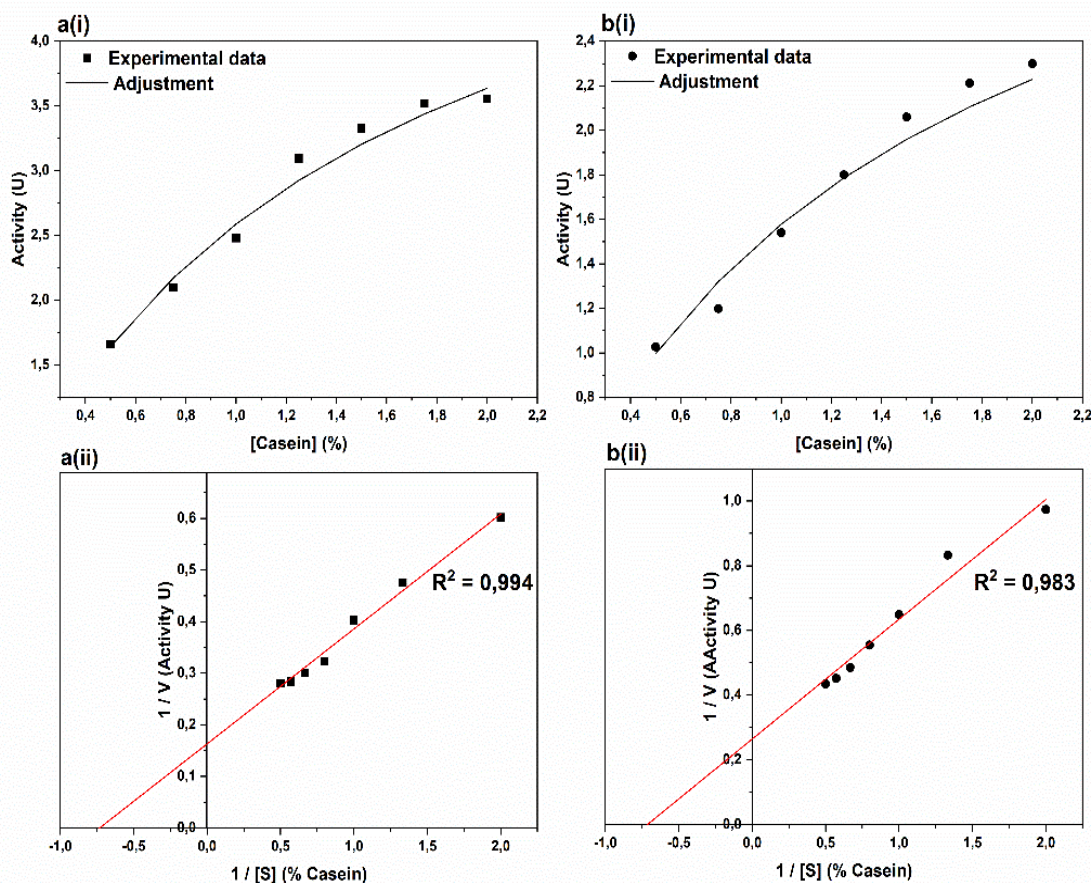 a(i)
Experimental data
Adjustment
4,0
3,5
3,0
2,5
2,0
1,5
Activity (U)
0,4 0,6 0,8 1,0 1,2 1,4 1,6 1,8 2,0 2,2
[Casein] (%)
b(i)
Experimental data
Adjustment
2,4
2,2
2,0
1,8
1,6
1,4
1,2
1,0
0,8
Activity (U)
0,4 0,6 0,8 1,0 1,2 1,4 1,6 1,8 2,0 2,2
[Casein] (%)
a(ii)
0,6
0,5
0,4
0,3
0,2
0,1
0,0
1 / V (Activity U)
R² = 0,994
-1,0 -0,5 0,0 0,5 1,0 1,5 2,0
1 / [S] (% Casein)
b(ii)
1,0
0,8
0,6
0,4
0,2
0,0
1 / V (AActivity U)
R² = 0,983
-1,0 -0,5 0,0 0,5 1,0 1,5 2,0
1 / [S] (% Casein)